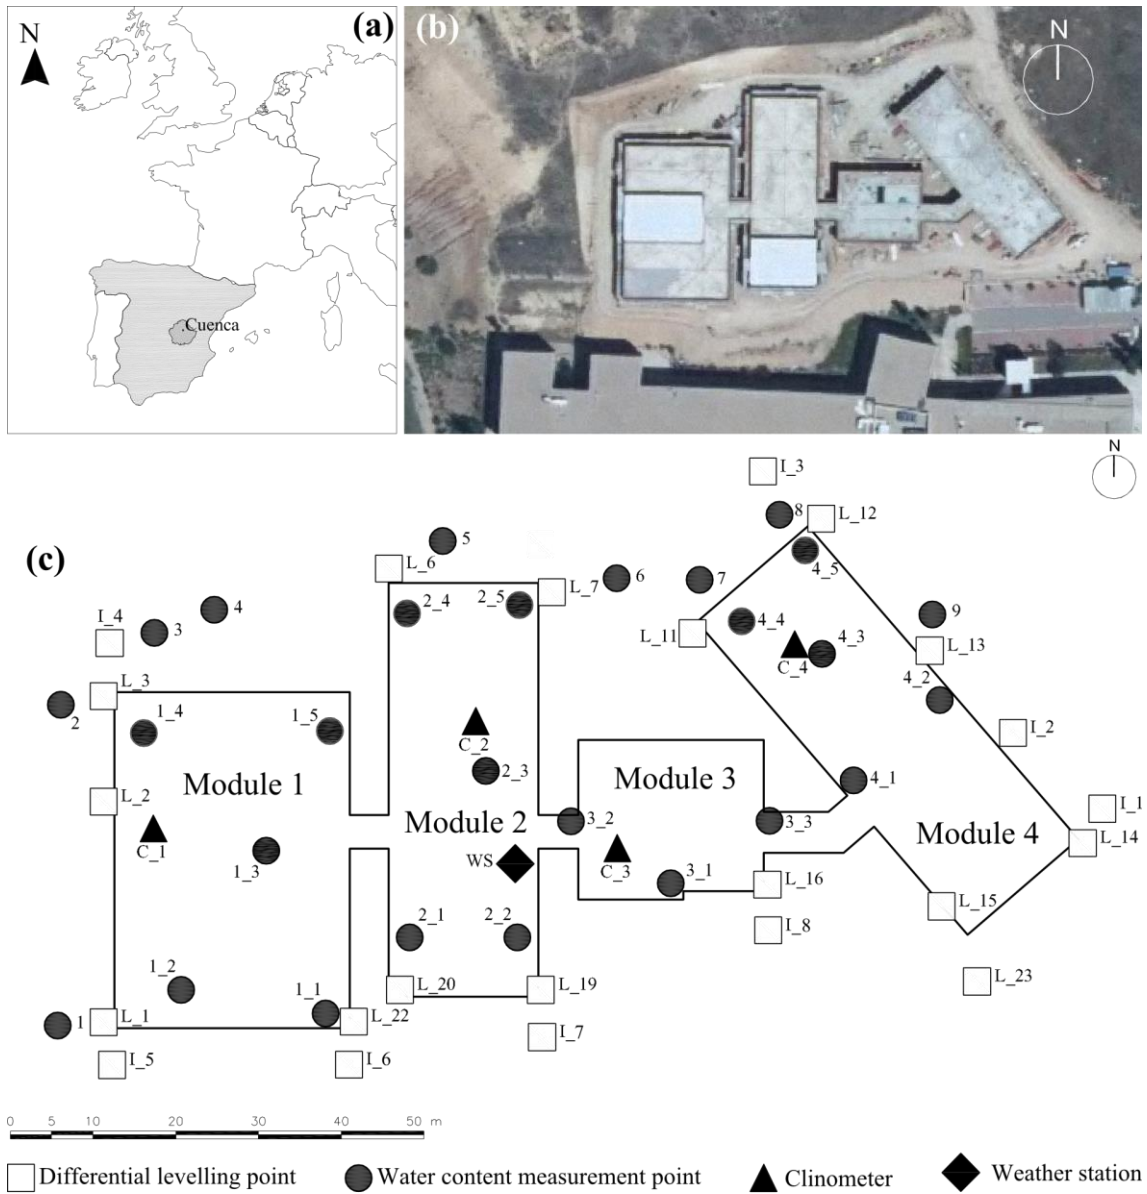 N
(a)
Cuenca
(b)
N
N
(c)
I_3
8
L_12
5
4_5
L_6
6
7
L_7
2_4
2_5
9
4
I_4
3
4_4
L_11
4_3
L_13
C_4
L_3
2
1_4
1_5
4_2
I_2
C_2
2_3
Module 1
Module 3
4_1
L_2
I_1
C_1
Module 2
3_2
3_3
Module 4
L_14
1_3
WS
C_3
3_1
L_16
L_15
2_1
2_2
I_8
1_2
L_20
L_19
L_23
1_1
1
L_1
L_22
I_7
I_5
I_6
0 5 10 20 30 40 50 m
Differential levelling point Water content measurement point Clinometer Weather station